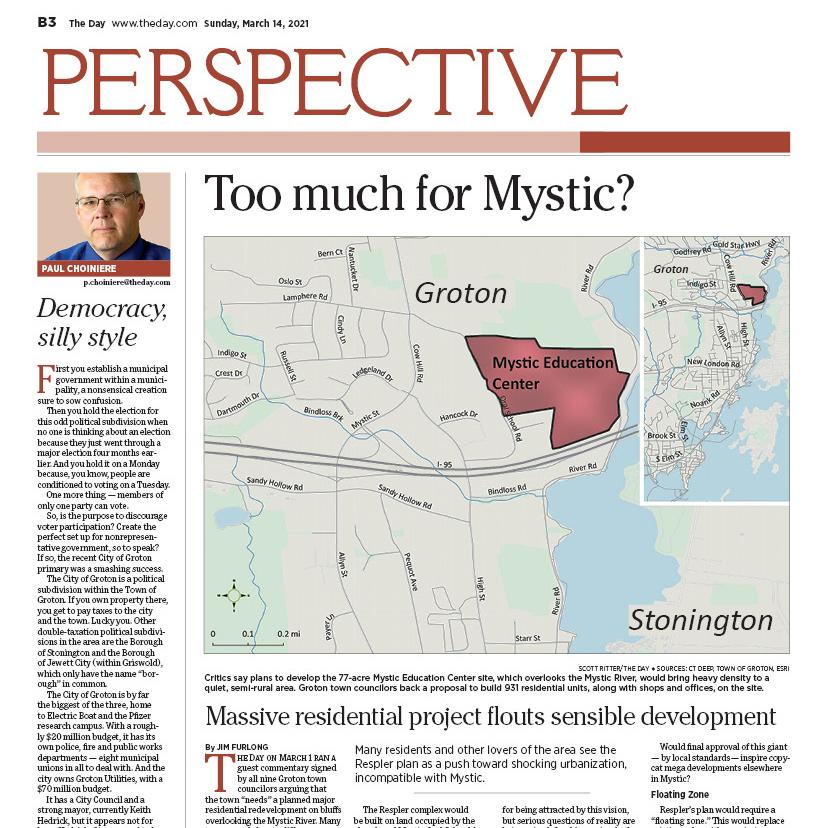 B3 The Day www.theday.com Sunday, March 14, 2021
PERSPECTIVE
PAUL CHOINIERE
p.choiniere@theday.com
Democracy,
silly style
First you establish a municipal
government within a munici-
pality, a nonsensical creation
sure to sow confusion.
Then you hold the election for
this odd political subdivision when
no one is thinking about an election
because they just went through a
major election four months ear-
lier. And you hold it on a Monday
because, you know, people are
conditioned to voting on a Tuesday.
One more thing — members of
only one party can vote.
So, is the purpose to discourage
voter participation? Create the
perfect set up for nonrepresen-
tative government, so to speak?
If so, the recent City of Groton
primary was a smashing success.
The City of Groton is a political
subdivision within the Town of
Groton. If you own property there,
you get to pay taxes to the city
and the town. Lucky you. Other
double-taxation political subdivi-
sions in the area are the Borough
of Stonington and the Borough
of Jewett City (within Griswold),
which only have the name "bor-
ough" in common.
The City of Groton is by far
the biggest of the three, home
to Electric Boat and the Pfizer
research campus. With a rough-
ly $20 million budget, it has its
own police, fire and public works
departments — eight municipal
unions in all to deal with. And the
city owns Groton Utilities, with a
$70 million budget.
It has a City Council and a
strong mayor, currently Keith
Hedrick, but it appears not for
Too much for Mystic?
Bern Ct
Nantucket Dr
River Rd
Oslo St
Groton
Lamphere Rd
Cindy Ln
Indigo St
Russell St
Cow Hill Rd
Mystic Education
Center
Crest Dr
Ledgeland Dr
Dartmouth Dr
Bindloss Brk
Mystic St
Hancock Dr
Oral School Rd
I- 95
River Rd
Sandy Hollow Rd
Sandy Hollow Rd
Bindloss Rd
Allyn St
Pequot Ave
High St
River Rd
Starr St
Stonington
0 0.1 0.2 mi
Godfrey Rd
Gold Star Hwy
River Rd
Groton
Cow Hill Rd
Indigo St
I- 95
Allyn St
High St
New London Rd
Noank Rd
Brook St
Elm St
S Elm St
SCOTT RITTER/THE DAY ♦ SOURCES: CT DEEP, TOWN OF GROTON, ESRI
Critics say plans to develop the 77-acre Mystic Education Center site, which overlooks the Mystic River, would bring heavy density to a
quiet, semi-rural area. Groton town councilors back a proposal to build 931 residential units, along with shops and offices, on the site.
Massive residential project flouts sensible development
By JIM FURLONG
THE DAY ON MARCH 1 RAN a
guest commentary signed
by all nine Groton town
councilors arguing that
the town "needs" a planned major
residential redevelopment on bluffs
overlooking the Mystic River. Many
Many residents and other lovers of the area see the
Respler plan as a push toward shocking urbanization,
incompatible with Mystic.
The Respler complex would
be built on land occupied by the
for being attracted by this vision,
but serious questions of reality are
Would final approval of this giant
— by local standards — inspire copy-
cat mega developments elsewhere
in Mystic?
Floating Zone
Respler's plan would require a
"floating zone." This would replace